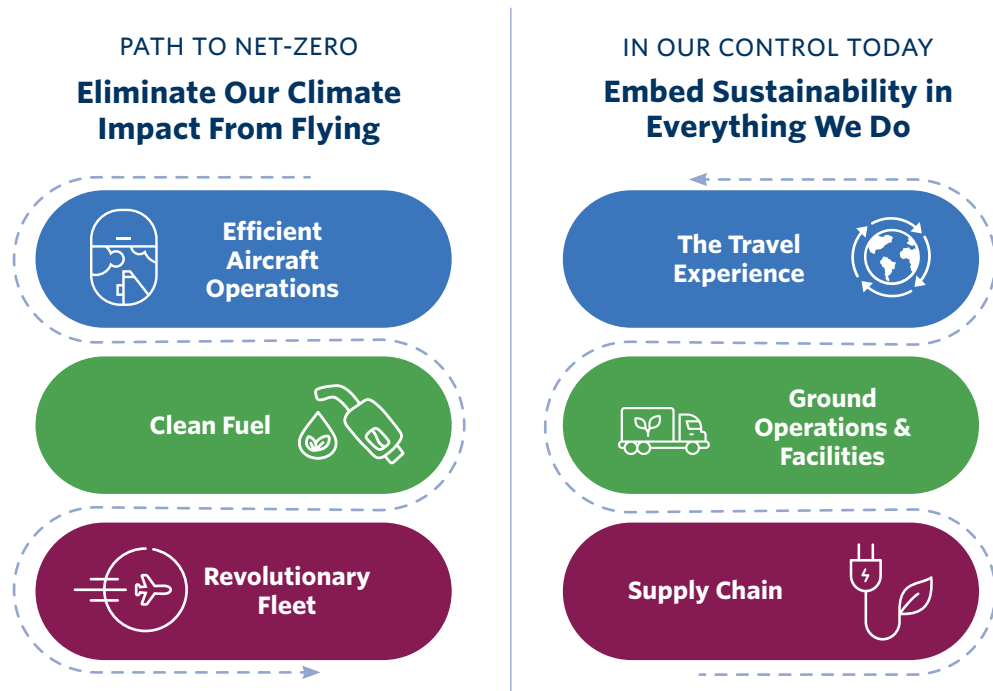 PATH TO NET-ZERO
Eliminate Our Climate
Impact From Flying
Efficient
Aircraft
Operations
Clean Fuel
Revolutionary
Fleet
IN OUR CONTROL TODAY
Embed Sustainability in
Everything We Do
The Travel
Experience
Ground
Operations &
Facilities
Supply Chain